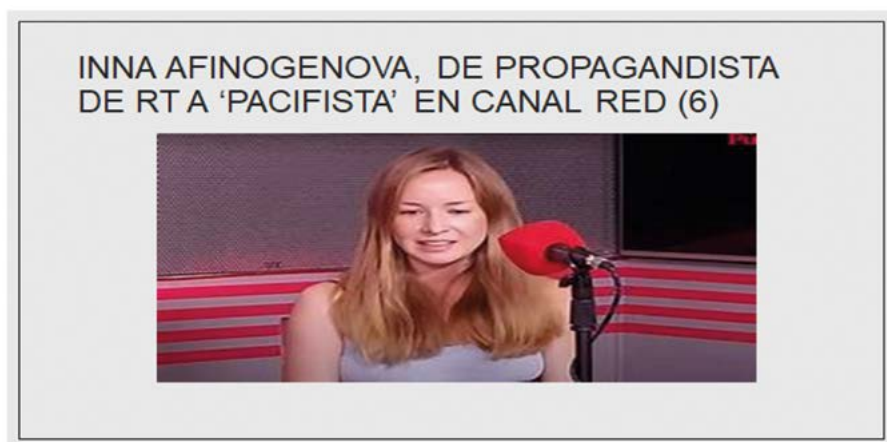 INNA AFINOGENOVA, DE PROPAGANDISTA
DE RT A ‘PACIFISTA’ EN CANAL RED (6)